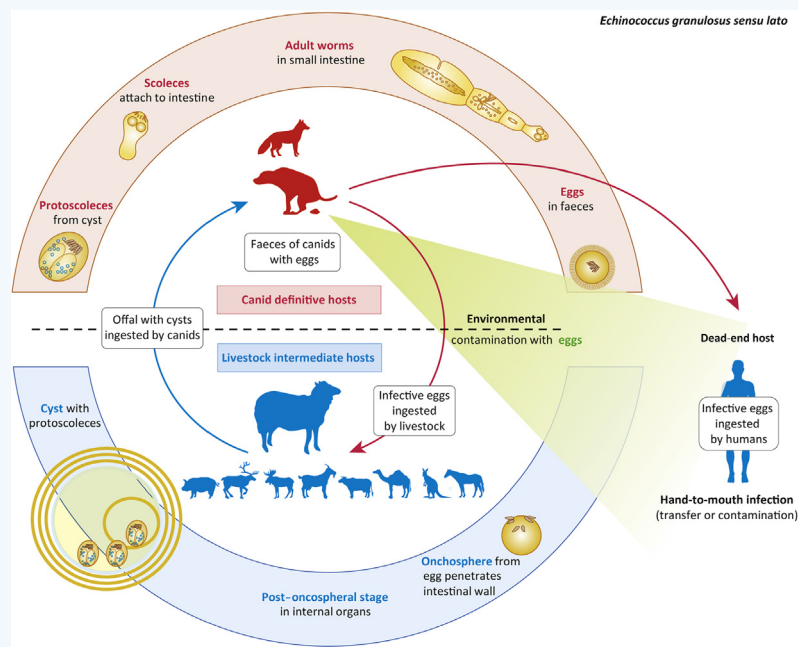 Echinococcus granulosus sensu lato
Adult worms
in small intestine
Scoleces
attach to intestine
Protoscoleces
from cyst
Eggs
in faeces
Faeces of canids
with eggs
Canid definitive hosts
Offal with cysts
ingested by canids
Environmental
contamination with eggs
Livestock intermediate hosts
Dead-end host
Infective eggs
ingested
by livestock
Infective eggs
ingested
by humans
Hand-to-mouth infection
(transfer or contamination)
Cyst with
protoscoleces
Onchosphere from
egg penetrates
intestinal wall
Post–oncospheral stage
in internal organs